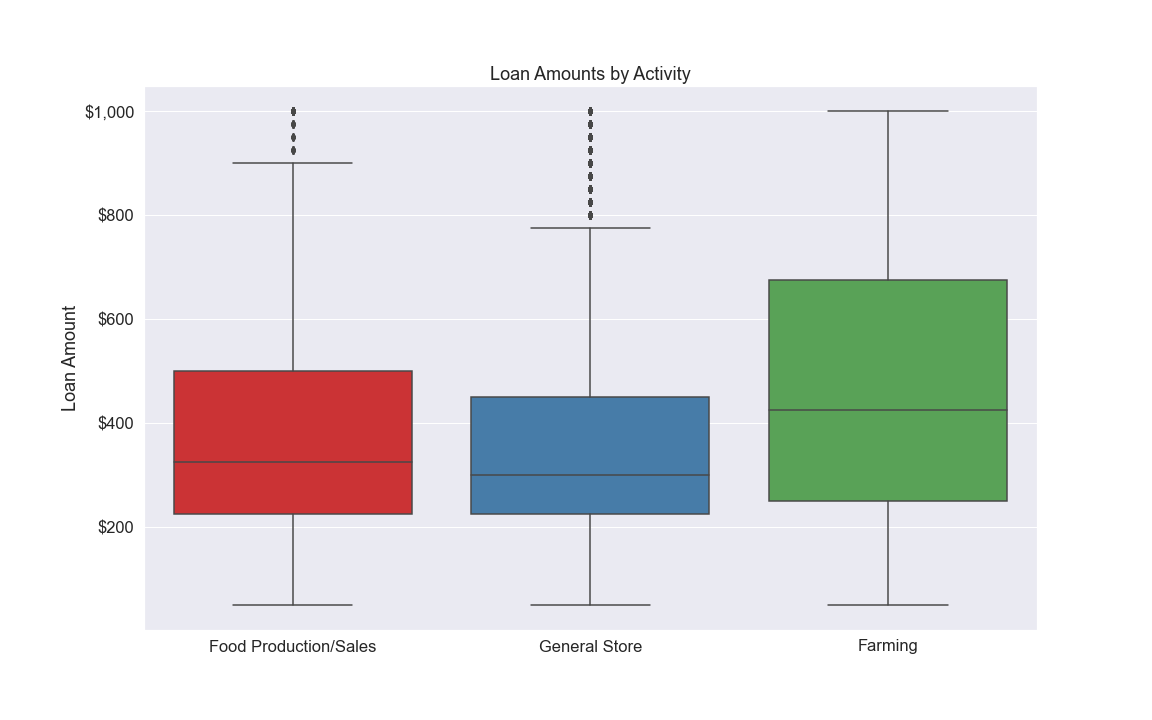 Loan Amounts by Activity
$1,000
$800
$600
$400
$200
Loan Amount
Food Production/Sales
General Store
Farming